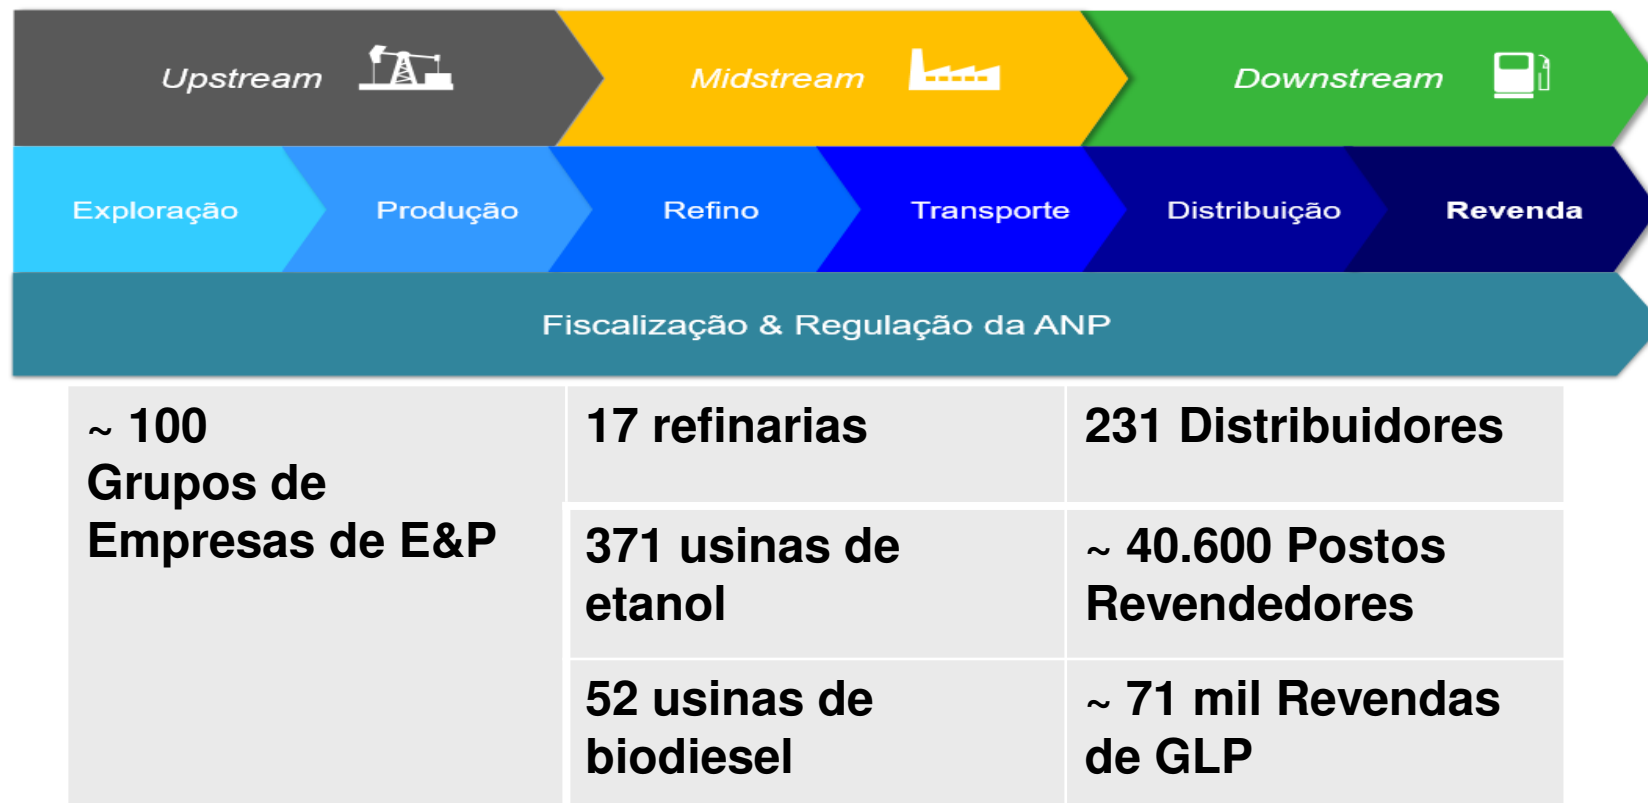 Upstream
Midstream
Downstream
Exploração
Produção
Refino
Transporte
Distribuição
Revenda
Fiscalização & Regulação da ANP
~ 100
Grupos de
Empresas de E&P
17 refinarias
231 Distribuidores
371 usinas de
etanol
~ 40.600 Postos
Revendedores
52 usinas de
biodiesel
~ 71 mil Revendas
de GLP